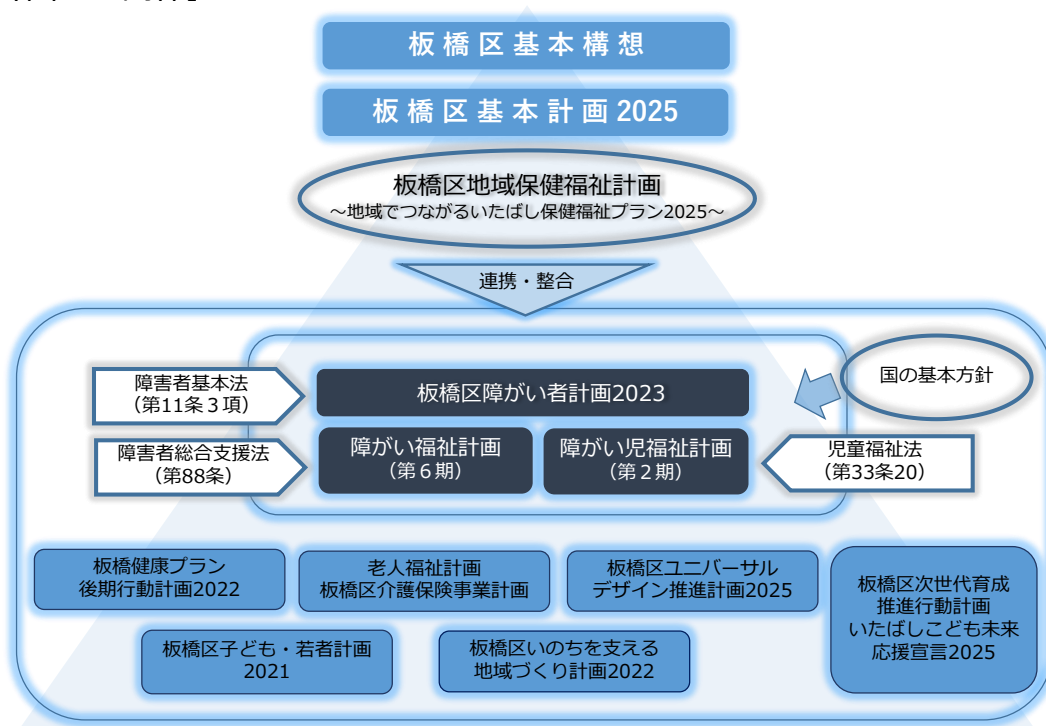 板橋区基本構想
板橋区基本計画2025
板橋区地域保健福祉計画
～地域でつながるいたばし保健福祉プラン2025～
連携・整合
国の基本方針
障害者基本法
（第11条３項）
板橋区障がい者計画2023
障害者総合支援法
（第88条）
障がい福祉計画
（第６期）
障がい児福祉計画
（第２期）
児童福祉法
（第33条20）
板橋健康プラン
後期行動計画2022
老人福祉計画
板橋区介護保険事業計画
板橋区ユニバーサル
デザイン推進計画2025
板橋区次世代育成
推進行動計画
いたばしこども未来
応援宣言2025
板橋区子ども・若者計画
2021
板橋区いのちを支える
地域づくり計画2022